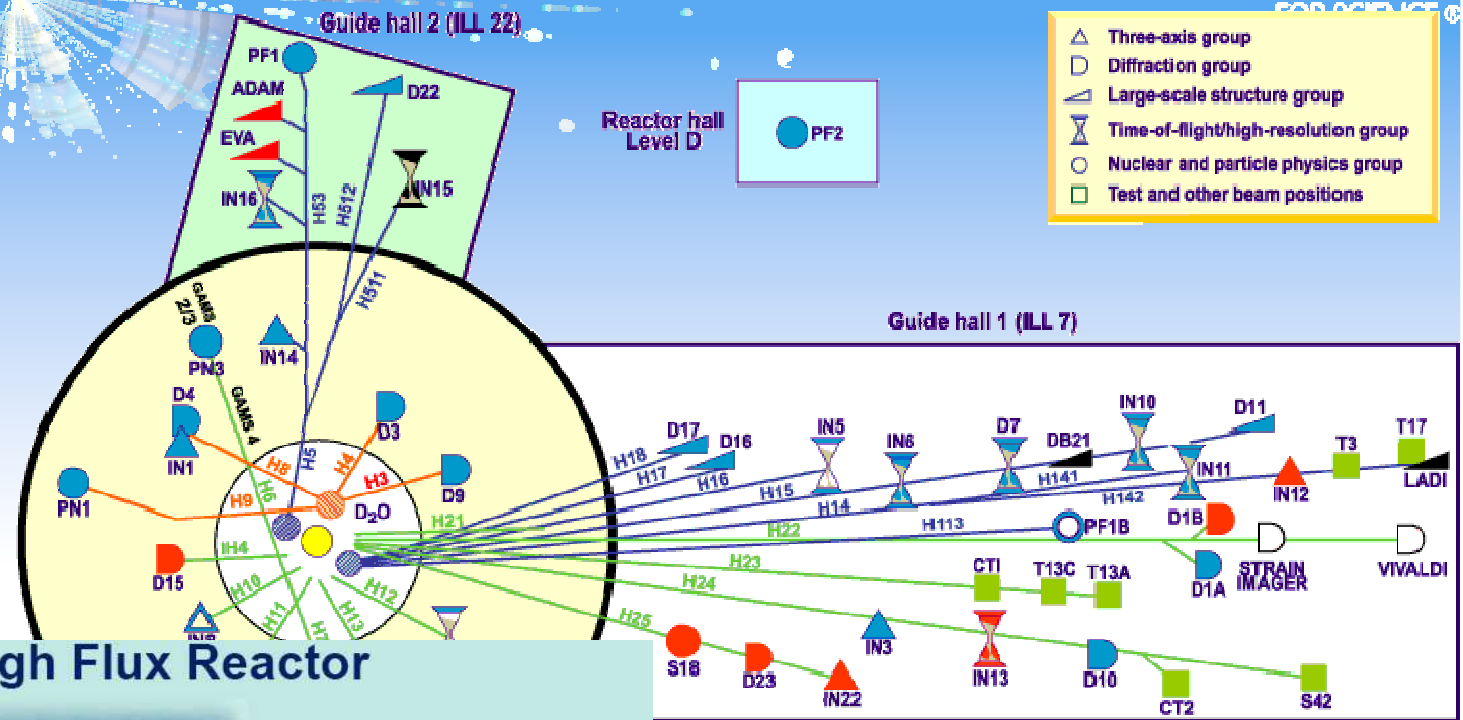 FOR SCIENCE ®
Guide hall 2 (ILL 22)
PF1
ADAM
D22
EVA
IN16
IN15
H53
H512
H511
Reactor hall
Level D
PF2
Three-axis group
Diffraction group
Large-scale structure group
Time-of-flight/high-resolution group
Nuclear and particle physics group
Test and other beam positions
Guide hall 1 (ILL 7)
GAMS
2/3
PN3
IN14
D4
GAMS 4
IN1
D3
PN1
D9
H9
H8
H6
H5
H4
H3
D2O
H21
IH4
D15
H10
H11
H7
H13
H12
H18
H17
H16
H15
H14
H141
H142
H113
H22
H23
H24
H25
D17
D16
IN5
IN6
D7
DB21
IN10
D11
IN11
IN12
T3
T17
LADI
PF1B
D1B
D1A
STRAIN
IMAGER
VIVALDI
CTI
T13C
T13A
S18
D23
IN22
IN3
IN13
D10
CT2
S42
gh Flux Reactor